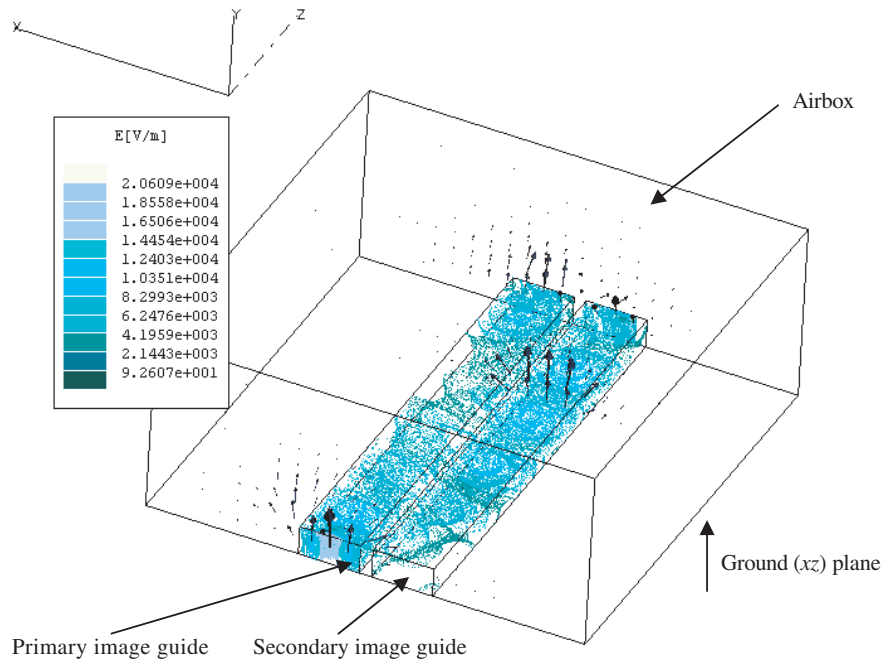 X
Y
Z
Airbox
E[V/m]
2.0609e+004
1.8558e+004
1.6506e+004
1.4454e+004
1.2403e+004
1.0351e+004
8.2993e+003
6.2476e+003
4.1959e+003
2.1443e+003
9.2607e+001
Ground (xz) plane
Primary image guide
Secondary image guide